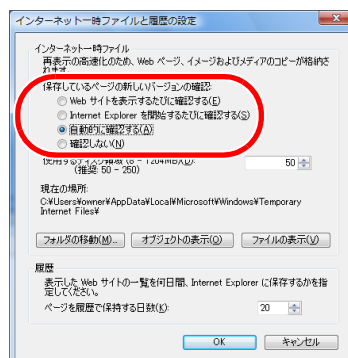 インターネット一時ファイルと履歴の設定
インターネット一時ファイル
再表示の高速化のため、Web ページ、イメージおよびメディアのコピーが格納さ
れます。
保存しているページの新しいバージョンの確認:
Web サイトを表示するたびに確認する(E)
Internet Explorer を開始するたびに確認する(S)
自動的に確認する(A)
確認しない(N)
使用するディスク領域 (8 - 1204MB)(D):
50
(推奨: 50 - 250)
現在の場所:
C:¥Users¥owner¥AppData¥Local¥Microsoft¥Windows¥Temporary
Internet Files¥
フォルダの移動(M)...
オブジェクトの表示(O)
ファイルの表示(V)
履歴
表示した Web サイトの一覧を何日間、Internet Explorer に保存するかを指
定してください。
ページを履歴で保持する日数(K):
20
OK
キャンセル